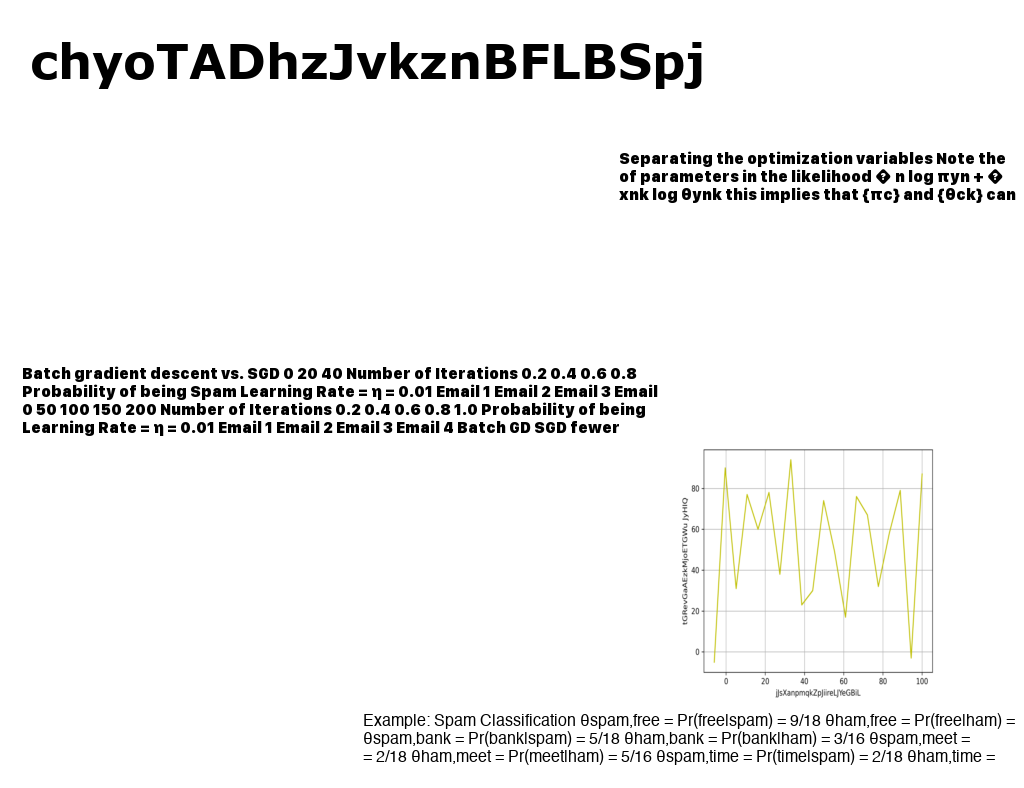 chyoTADhzJvkznBFLBSpj
Separating the optimization variables Note the
of parameters in the likelihood � n log πyn + �
xnk log θynk this implies that {πc} and {θck} can
Batch gradient descent vs. SGD 0 20 40 Number of Iterations 0.2 0.4 0.6 0.8
Probability of being Spam Learning Rate = η = 0.01 Email 1 Email 2 Email 3 Email
0 50 100 150 200 Number of Iterations 0.2 0.4 0.6 0.8 1.0 Probability of being
Learning Rate = η = 0.01 Email 1 Email 2 Email 3 Email 4 Batch GD SGD fewer
80
60
40
20
0
tGRevGaAEzkMjoETGWu JyHIQ
0 20 40 60 80 100
jJsXanpmqkZpJiireLJYeGBiL
Example: Spam Classification θspam,free = Pr(free|spam) = 9/18 θham,free = Pr(free|ham) =
θspam,bank = Pr(bank|spam) = 5/18 θham,bank = Pr(bank|ham) = 3/16 θspam,meet =
= 2/18 θham,meet = Pr(meet|ham) = 5/16 θspam,time = Pr(time|spam) = 2/18 θham,time =